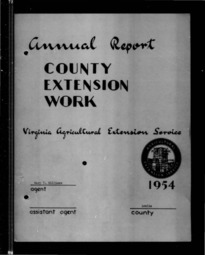 Annual Report
COUNTY
EXTENSION
WORK
Virginia Agricultural Extension Service
1954
agent
assistant agent
county